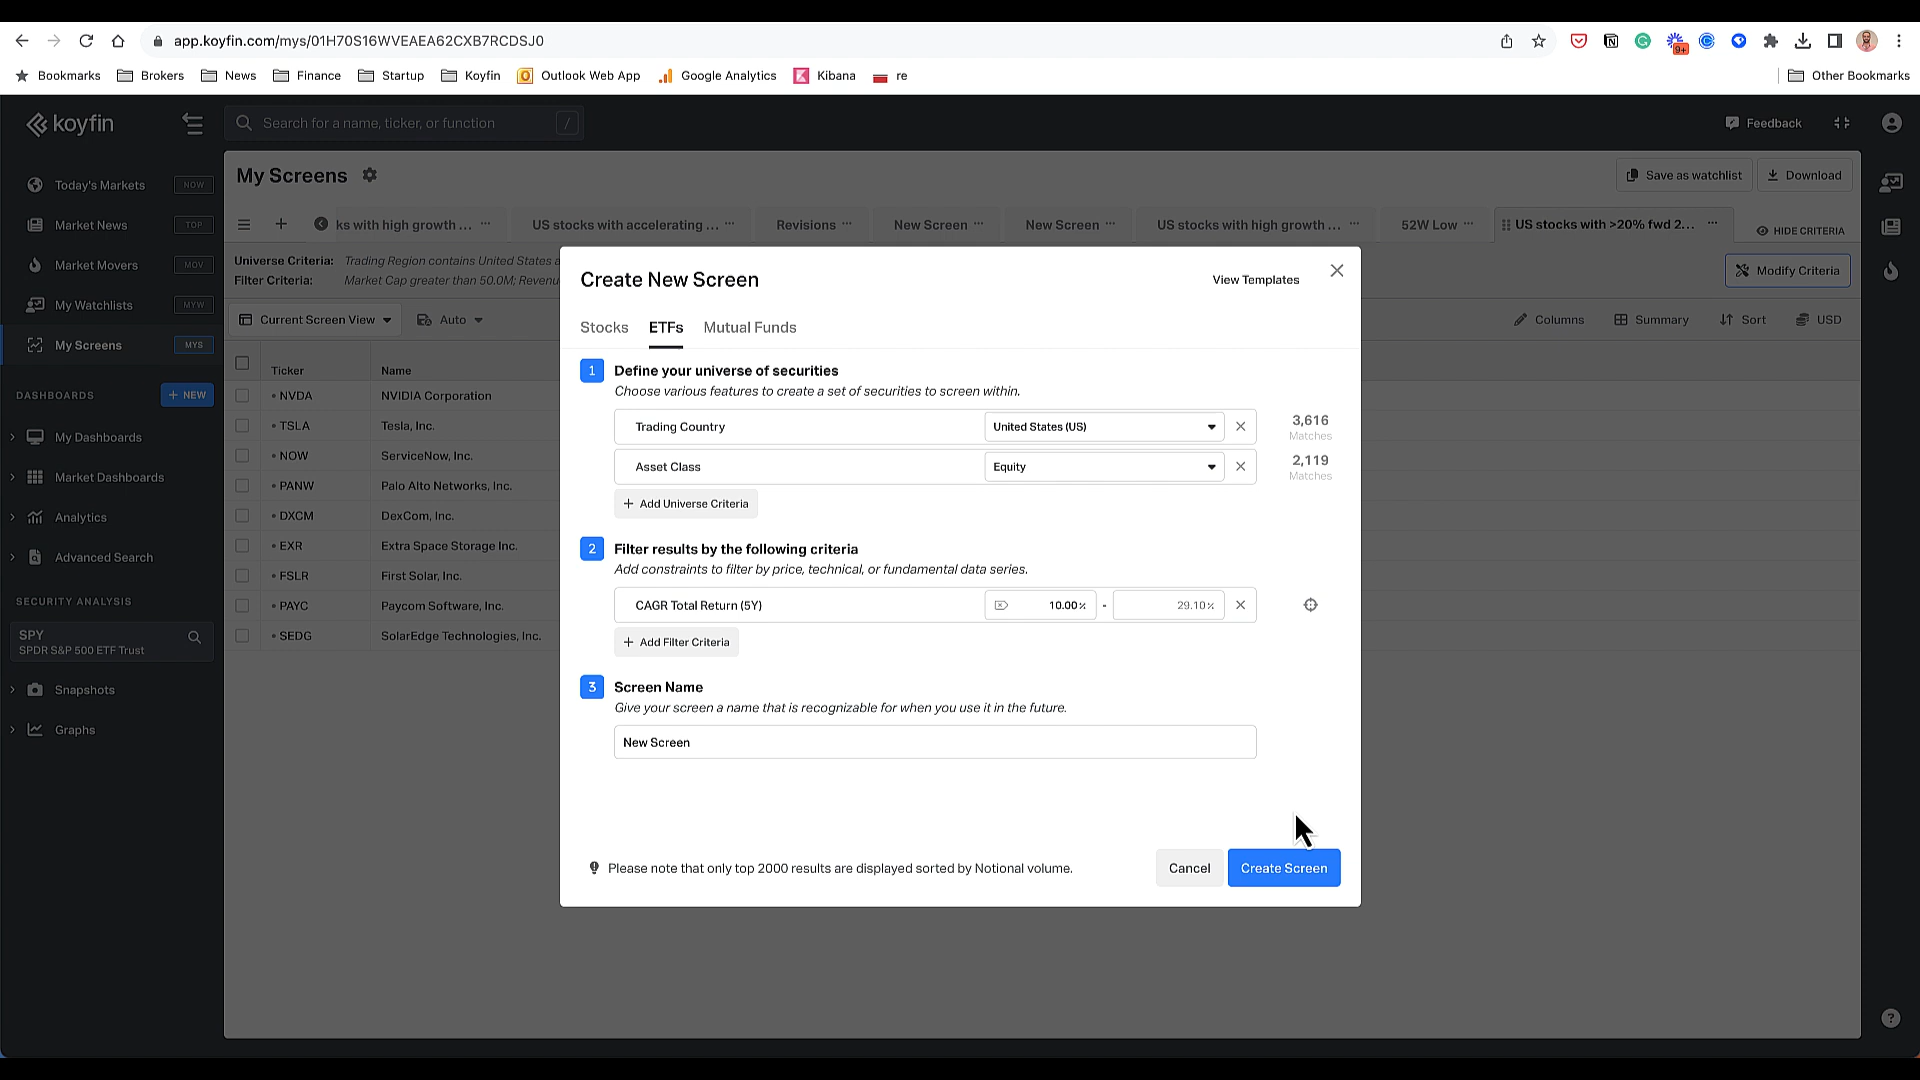 app.koyfin.com/mys/01H70S16WVEAEA62CXB7RCDSJ0
9+
Bookmarks
Brokers
News
Finance
Startup
Koyfin
Outlook Web App
Google Analytics
Kibana
re
Other Bookmarks
koyfin
Search for a name, ticker, or function
/
Feedback
Today's Markets NOW
Market News TOP
Market Movers MOV
My Watchlists MYW
My Screens MYS
DASHBOARDS + NEW
My Dashboards
Market Dashboards
Analytics
Advanced Search
SECURITY ANALYSIS
SPY
SPDR S&P 500 ETF Trust
Snapshots
Graphs
My Screens
Save as watchlist
Download
ks with high growth ... ···
US stocks with accelerating ... ···
Revisions ···
New Screen ···
New Screen ···
US stocks with high growth ... ···
52W Low ···
US stocks with >20% fwd 2... ···
HIDE CRITERIA
Universe Criteria: Trading Region contains United States a
Filter Criteria: Market Cap greater than 50.0M; Revenu
Modify Criteria
Current Screen View
Auto
Columns
Summary
Sort
USD
Ticker Name
• NVDA NVIDIA Corporation
• TSLA Tesla, Inc.
• NOW ServiceNow, Inc.
• PANW Palo Alto Networks, Inc.
• DXCM DexCom, Inc.
• EXR Extra Space Storage Inc.
• FSLR First Solar, Inc.
• PAYC Paycom Software, Inc.
• SEDG SolarEdge Technologies, Inc.
Create New Screen
View Templates
Stocks ETFs Mutual Funds
1 Define your universe of securities
Choose various features to create a set of securities to screen within.
Trading Country United States (US) 3,616
Matches
Asset Class Equity 2,119
Matches
+ Add Universe Criteria
2 Filter results by the following criteria
Add constraints to filter by price, technical, or fundamental data series.
CAGR Total Return (5Y) 10.00% - 29.10%
+ Add Filter Criteria
3 Screen Name
Give your screen a name that is recognizable for when you use it in the future.
New Screen
Please note that only top 2000 results are displayed sorted by Notional volume.
Cancel
Create Screen
?